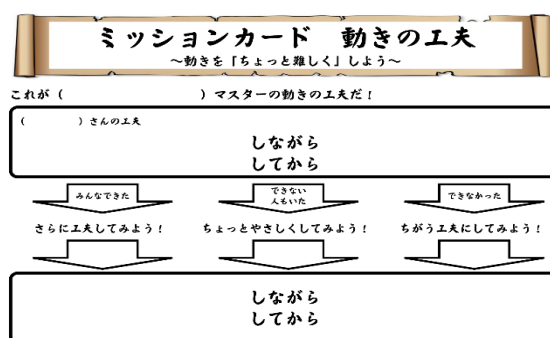 ミッションカード 動きの工夫
～動きを「ちょっと難しく」しよう～
これが（ ）マスターの動きの工夫だ！
（ ）さんの工夫
しながら
してから
みんなできた
できない
人もいた
できなかった
さらに工夫してみよう！ ちょっとやさしくしてみよう！ ちがう工夫にしてみよう！
しながら
してから